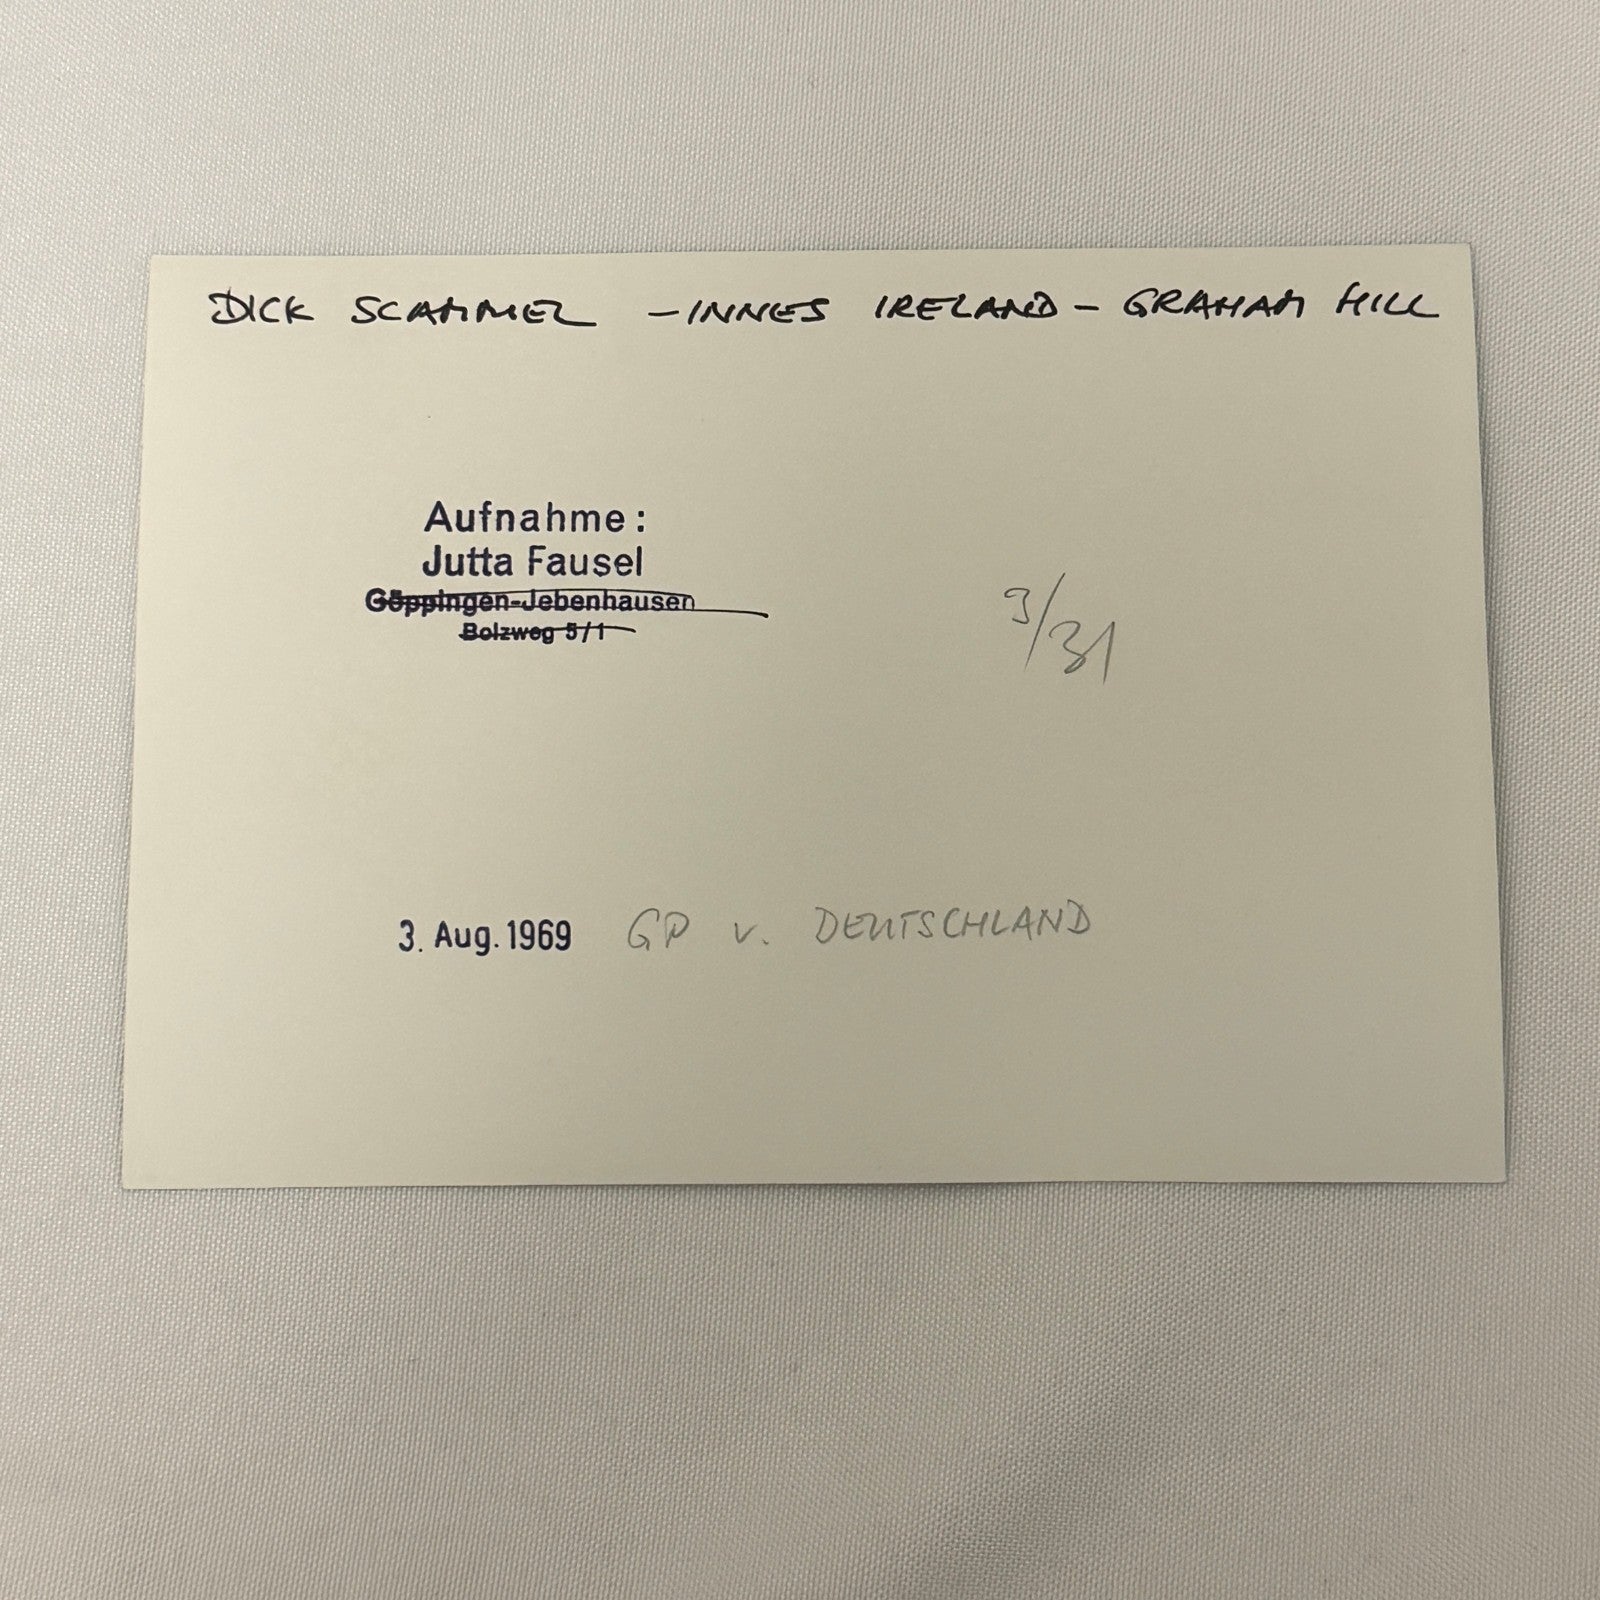 DICK SCAMMEL – INNES IRELAND – GRAHAM HILL
Aufnahme:
Jutta Fausel
Göppingen-Jebenhausen
Bolzweg 5/1
3/31
3. Aug. 1969 GP v. DEUTSCHLAND